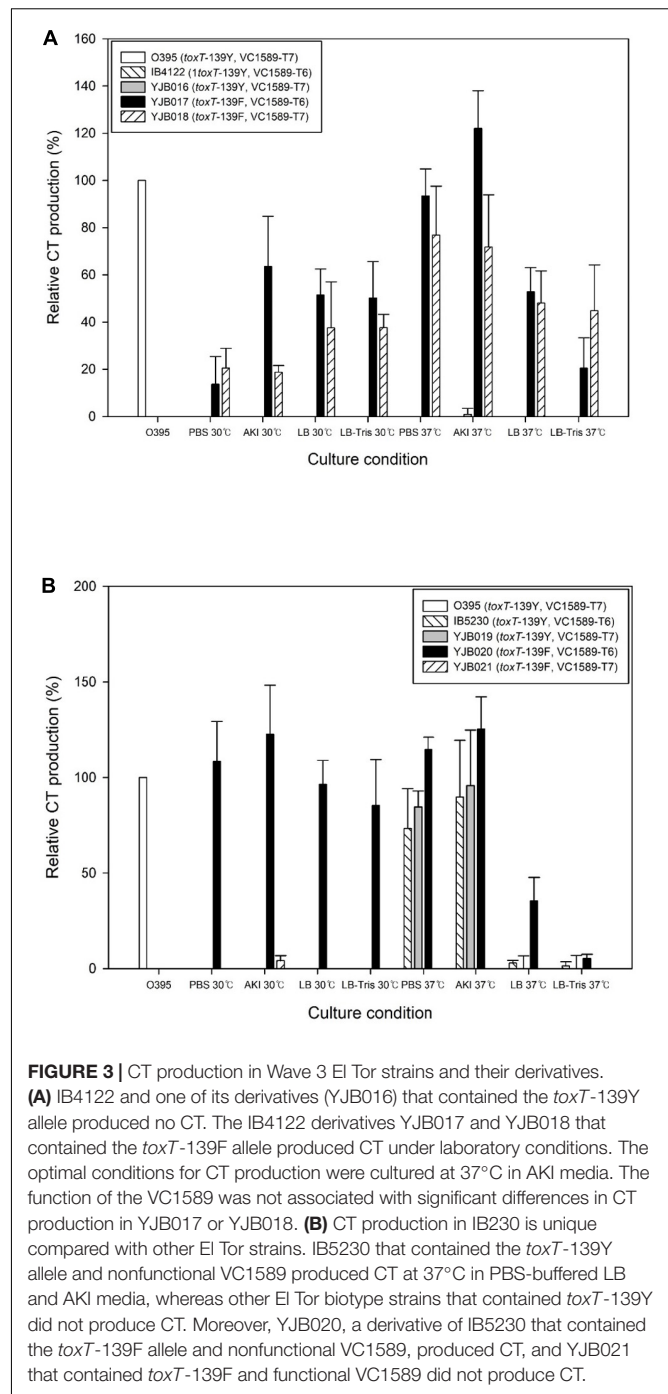 A
160
140
120
100
80
60
40
20
0
Relative CT production (%)
O395 (toxT-139Y, VC1589-T7)
IB4122 (1toxT-139Y, VC1589-T6)
YJB016 (toxT-139Y, VC1589-T7)
YJB017 (toxT-139F, VC1589-T6)
YJB018 (toxT-139F, VC1589-T7)
O395 PBS 30℃ AKI 30℃ LB 30℃ LB-Tris 30℃ PBS 37℃ AKI 37℃ LB 37℃ LB-Tris 37℃
Culture condition
B
200
150
100
50
0
Relative CT production (%)
O395 (toxT-139Y, VC1589-T7)
IB5230 (toxT-139Y, VC1589-T6)
YJB019 (toxT-139Y, VC1589-T7)
YJB020 (toxT-139F, VC1589-T6)
YJB021 (toxT-139F, VC1589-T7)
O395 PBS 30℃ AKI 30℃ LB 30℃ LB-Tris 30℃ PBS 37℃ AKI 37℃ LB 37℃ LB-Tris 37℃
Culture condition
FIGURE 3 | CT production in Wave 3 El Tor strains and their derivatives.
(A) IB4122 and one of its derivatives (YJB016) that contained the toxT-139Y
allele produced no CT. The IB4122 derivatives YJB017 and YJB018 that
contained the toxT-139F allele produced CT under laboratory conditions. The
optimal conditions for CT production were cultured at 37°C in AKI media. The
function of the VC1589 was not associated with significant differences in CT
production in YJB017 or YJB018. (B) CT production in IB230 is unique
compared with other El Tor strains. IB5230 that contained the toxT-139Y
allele and nonfunctional VC1589 produced CT at 37°C in PBS-buffered LB
and AKI media, whereas other El Tor biotype strains that contained toxT-139Y
did not produce CT. Moreover, YJB020, a derivative of IB5230 that contained
the toxT-139F allele and nonfunctional VC1589, produced CT, and YJB021
that contained toxT-139F and functional VC1589 did not produce CT.